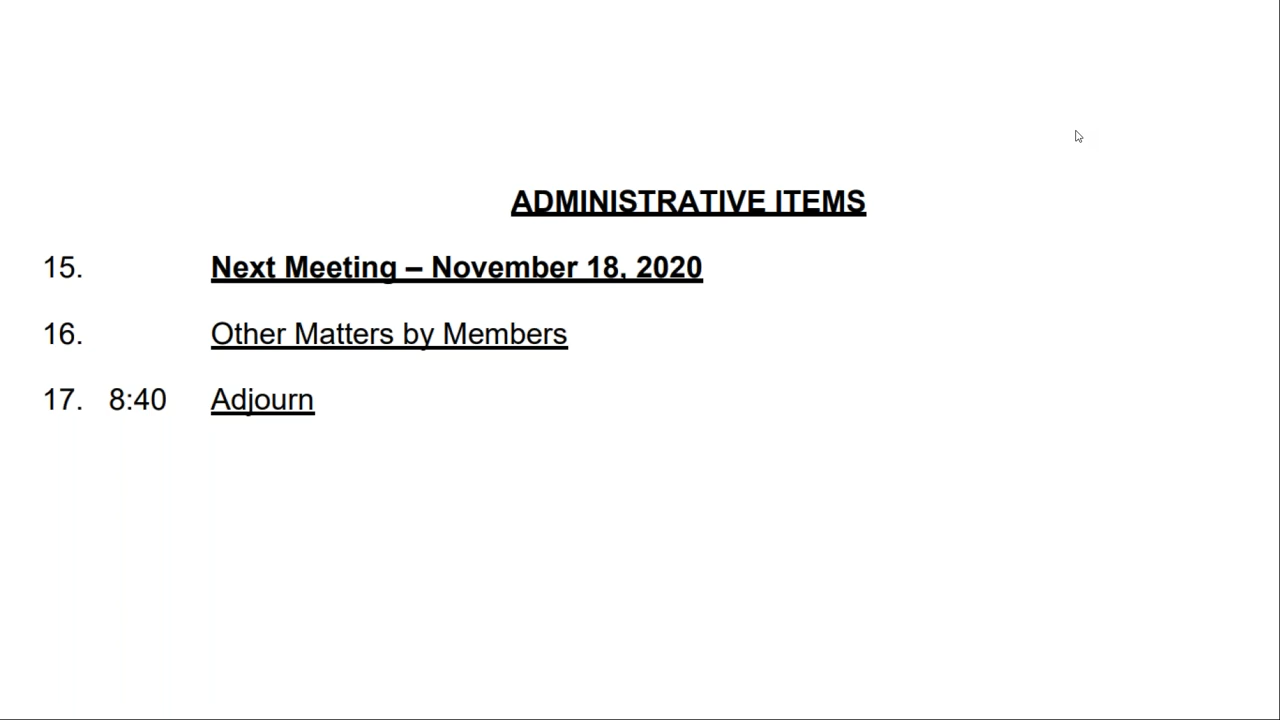 ADMINISTRATIVE ITEMS
15. Next Meeting – November 18, 2020
16. Other Matters by Members
17. 8:40 Adjourn